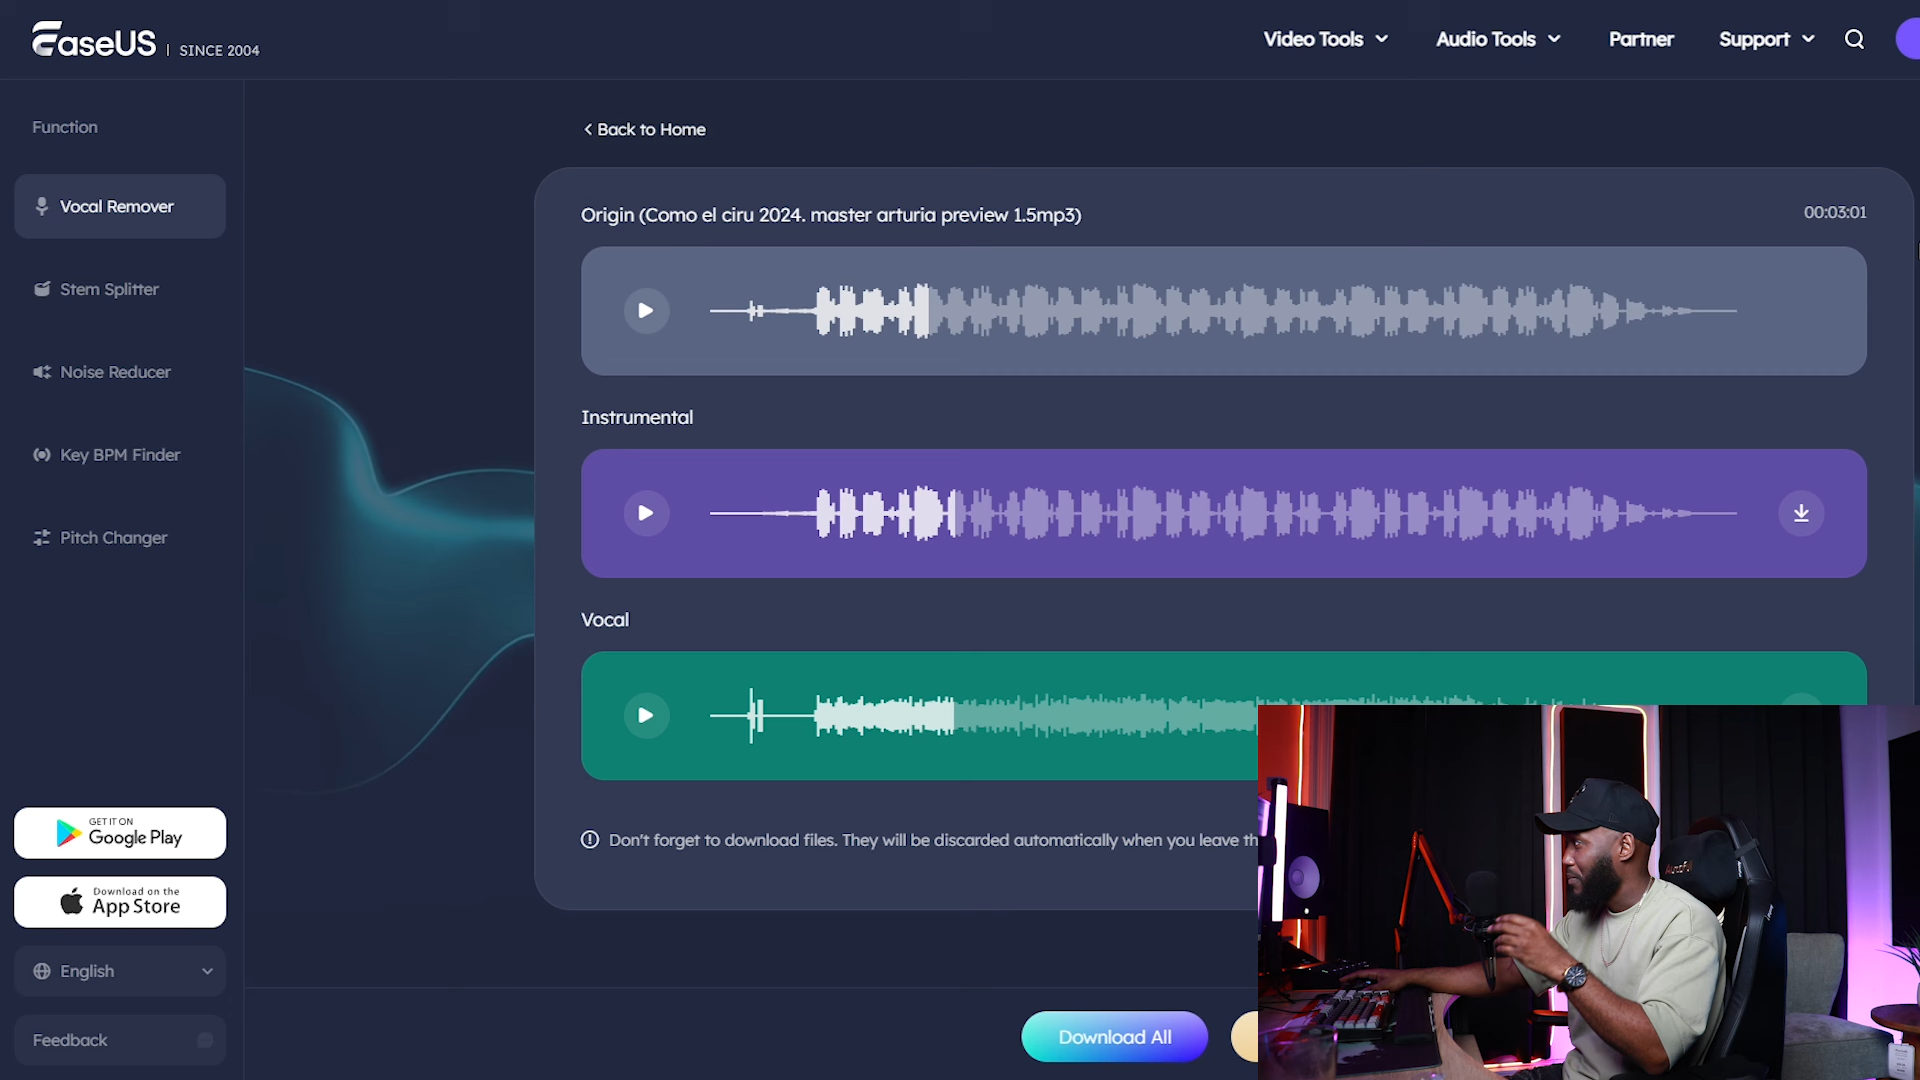 EaseUS | SINCE 2004
Video Tools
Audio Tools
Partner
Support
Function
Vocal Remover
Stem Splitter
Noise Reducer
Key BPM Finder
Pitch Changer
GET IT ON
Google Play
Download on the
App Store
English
Feedback
< Back to Home
Origin (Como el ciru 2024. master arturia preview 1.5mp3)
00:03:01
Instrumental
Vocal
Don't forget to download files. They will be discarded automatically when you leave th
Download All